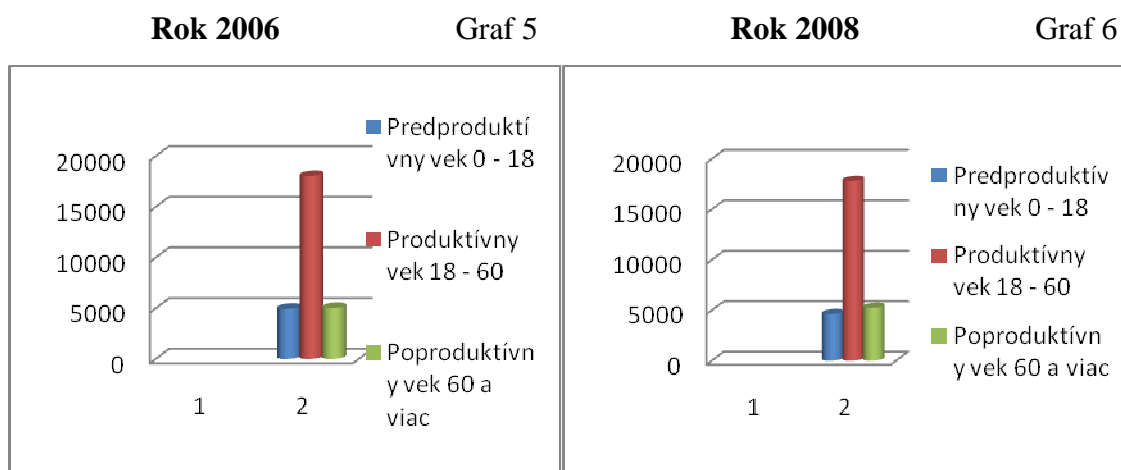 Rok 2006 Graf 5
Rok 2008 Graf 6
20000
15000
10000
5000
0
1 2
Predproduktí
vny vek 0 - 18
Produktívny
vek 18 - 60
Poproduktívn
y vek 60 a
viac
20000
15000
10000
5000
0
1 2
Predproduktív
ny vek 0 - 18
Produktívny
vek 18 - 60
Poproduktívn
y vek 60 a viac